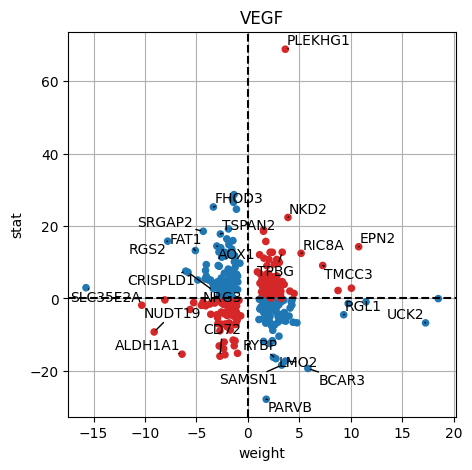 VEGF
PLEKHG1
60
40
FHOD3
NKD2
SRGAP2
TSPAN2
20
FAT1
RGS2
AOX1
RIC8A
EPN2
stat
CRISPLD1
TPBG
TMCC3
0
SLC35E2A
NRG3
RGL1
NUDT19
UCK2
CD72
ALDH1A1
RYBP
LMO2
−20
SAMSN1
BCAR3
PARVB
−15
−10
−5
0
5
10
15
20
weight